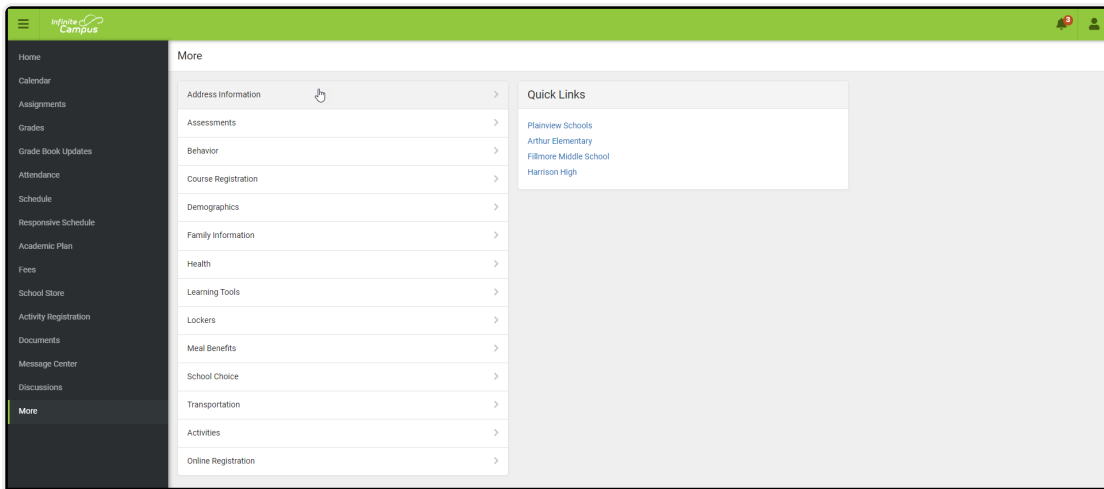 Infinite
Campus
3
Home
Calendar
Assignments
Grades
Grade Book Updates
Attendance
Schedule
Responsive Schedule
Academic Plan
Fees
School Store
Activity Registration
Documents
Message Center
Discussions
More
More
Address Information
Assessments
Behavior
Course Registration
Demographics
Family Information
Health
Learning Tools
Lockers
Meal Benefits
School Choice
Transportation
Activities
Online Registration
Quick Links
Plainview Schools
Arthur Elementary
Fillmore Middle School
Harrison High